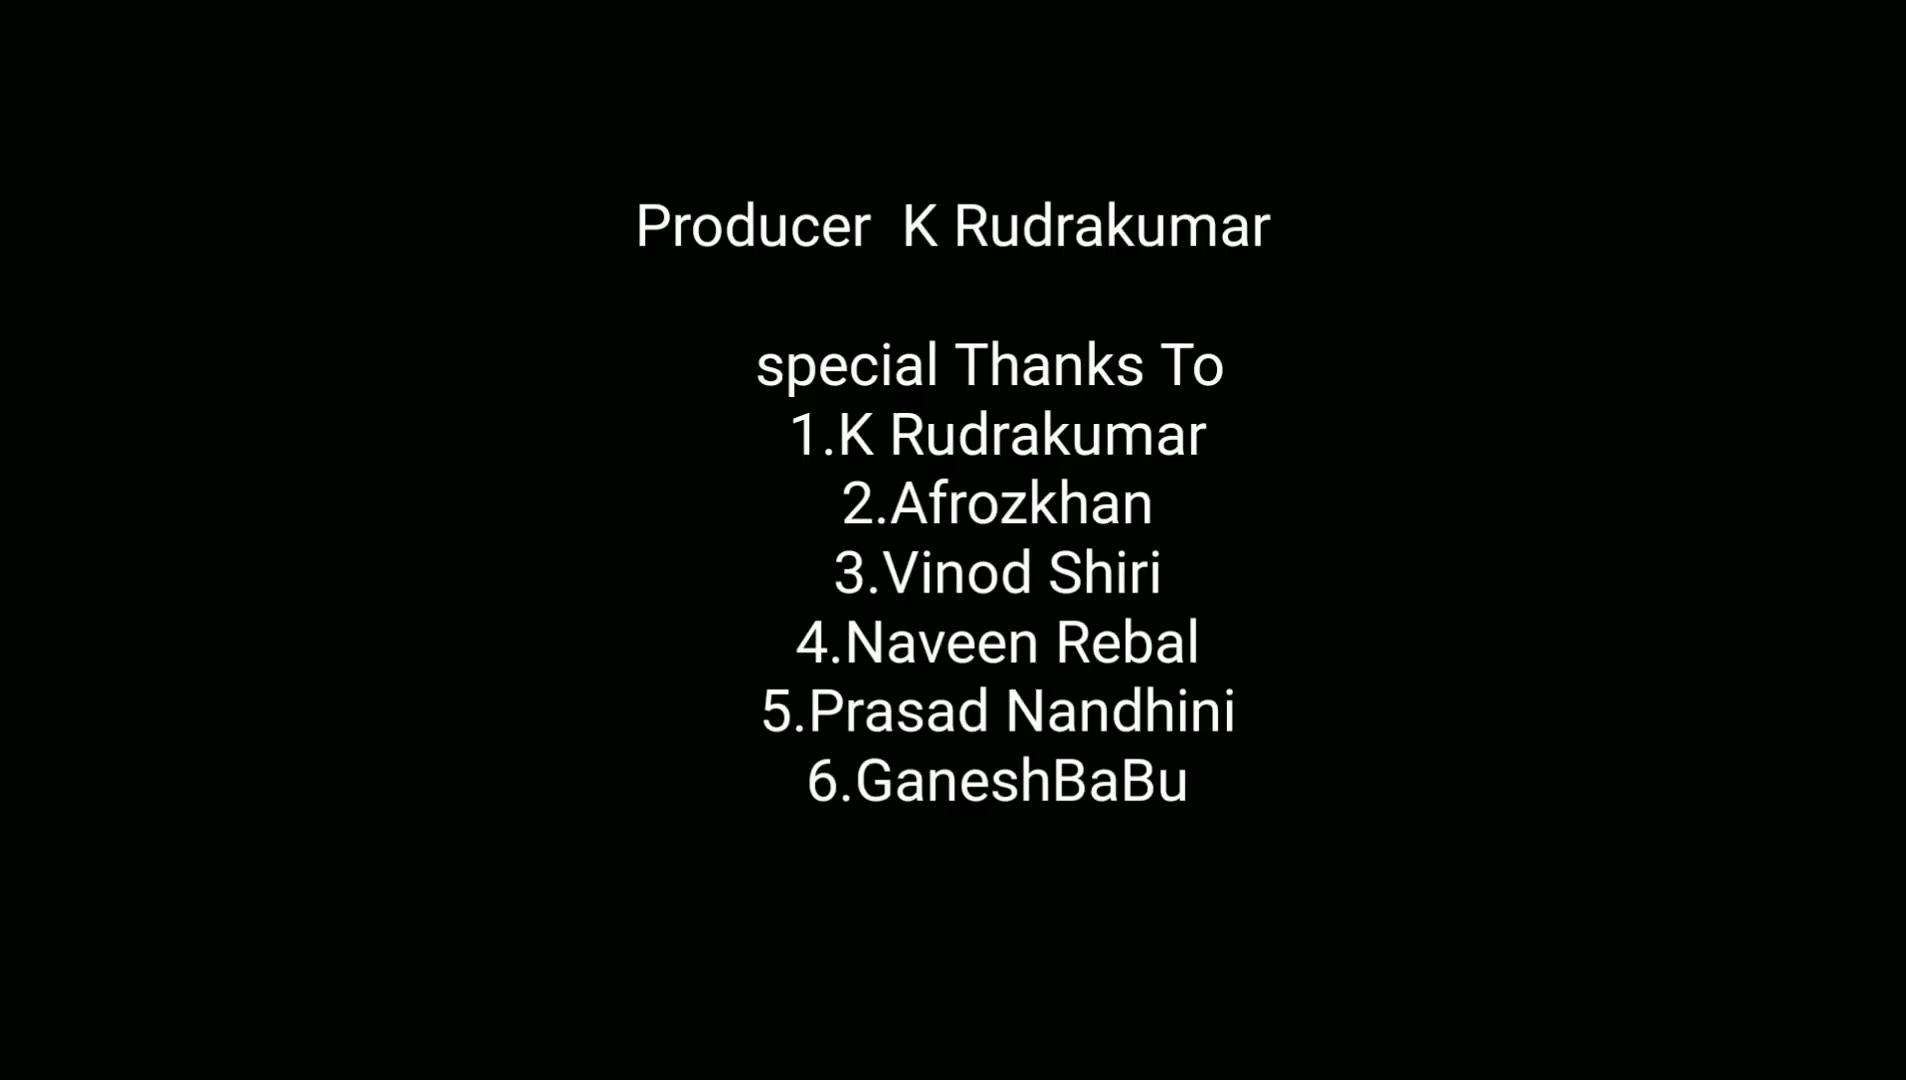 Producer  K Rudrakumar
special Thanks To
1.K Rudrakumar
2.Afrozkhan
3.Vinod Shiri
4.Naveen Rebal
5.Prasad Nandhini
6.GaneshBaBu